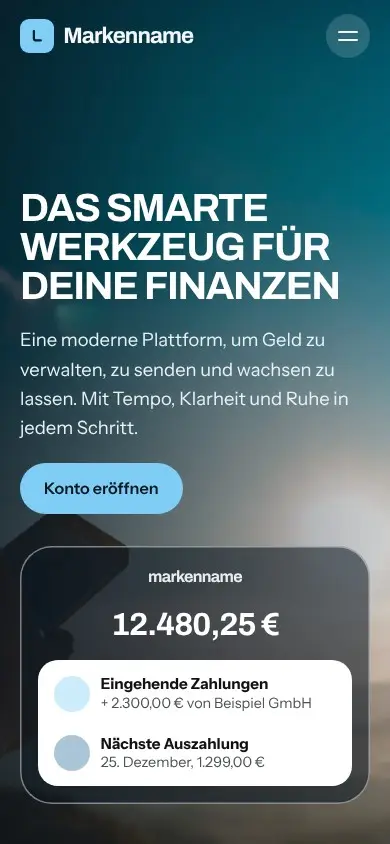 L Markenname
DAS SMARTE
WERKZEUG FÜR
DEINE FINANZEN
Eine moderne Plattform, um Geld zu
verwalten, zu senden und wachsen zu
lassen. Mit Tempo, Klarheit und Ruhe in
jedem Schritt.
Konto eröffnen
markenname
12.480,25 €
Eingehende Zahlungen
+ 2.300,00 € von Beispiel GmbH
Nächste Auszahlung
25. Dezember, 1.299,00 €